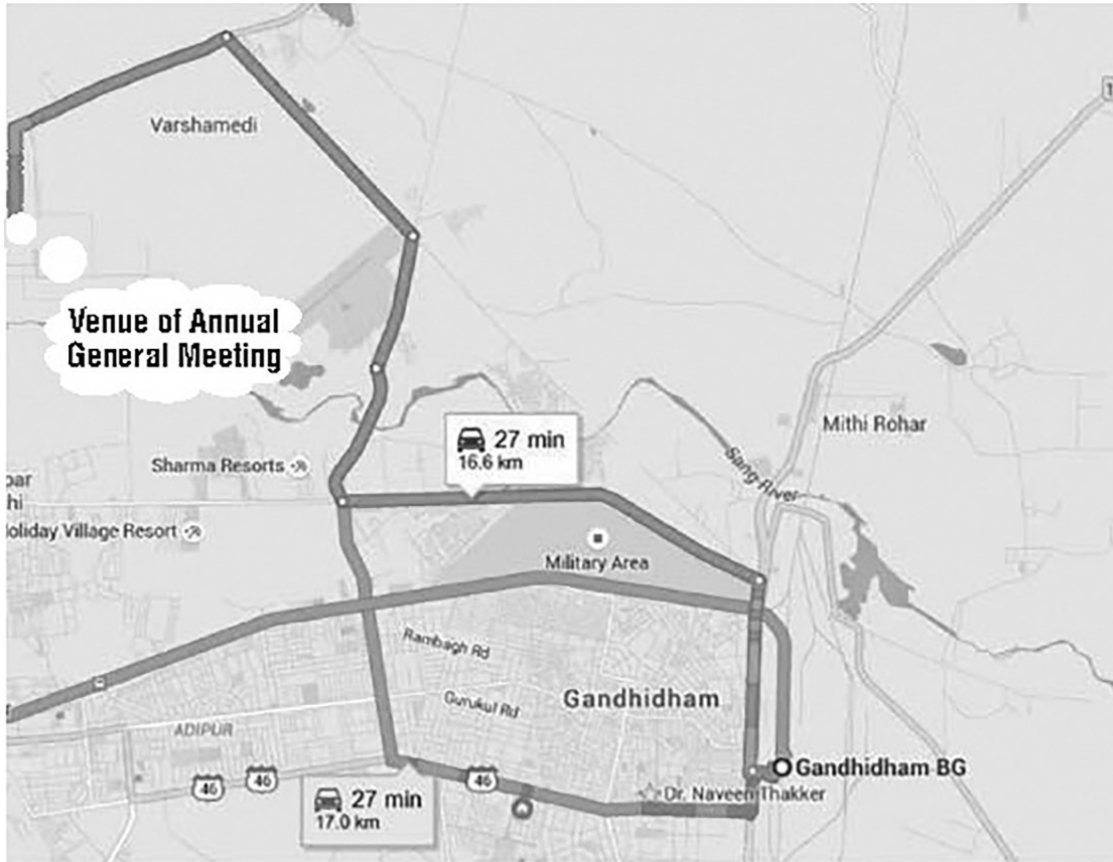 Varshamedi
Venue of Annual
General Meeting
27 min
16.6 km
Mithi Rohar
Sharma Resorts
Sang River
oliday Village Resort
Military Area
Rambagh Rd
Gandhidham
Gurukul Rd
ADIPUR
46
46
46
Gandhidham BG
Dr. Naveen Thakker
27 min
17.0 km